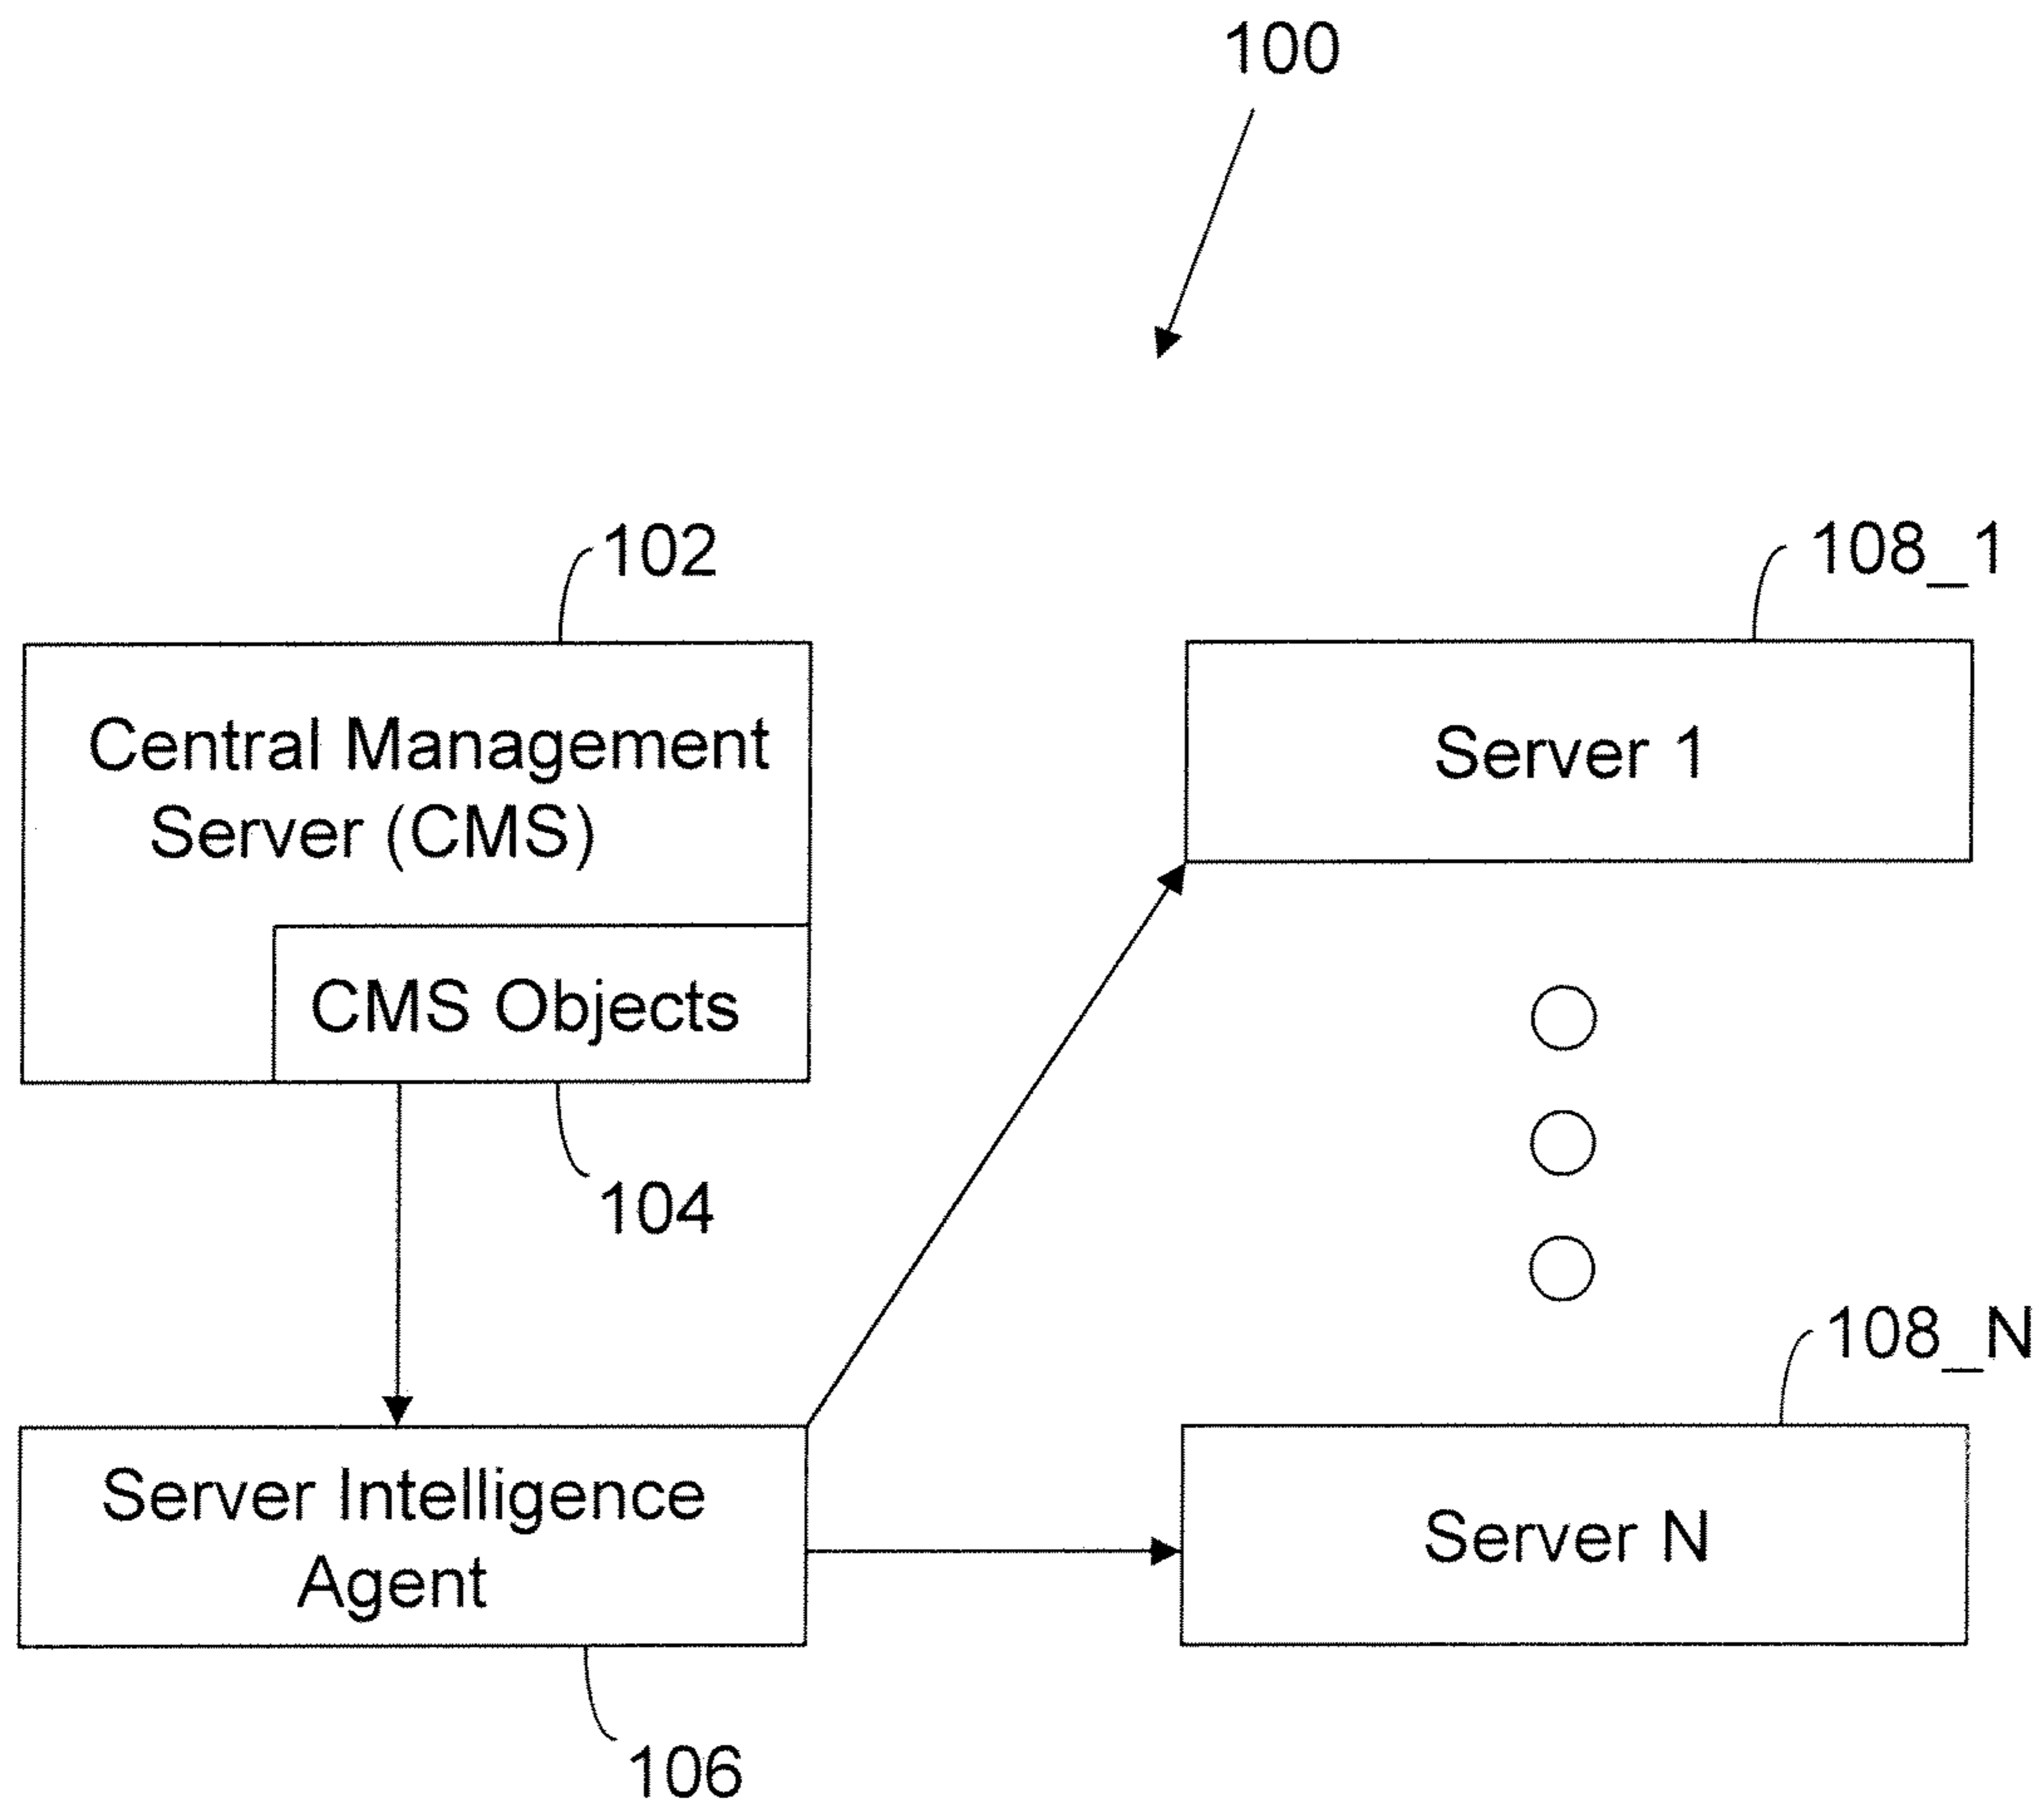 100
102
108_1
Central Management
Server (CMS)
Server 1
CMS Objects
104
108_N
Server Intelligence
Agent
Server N
106